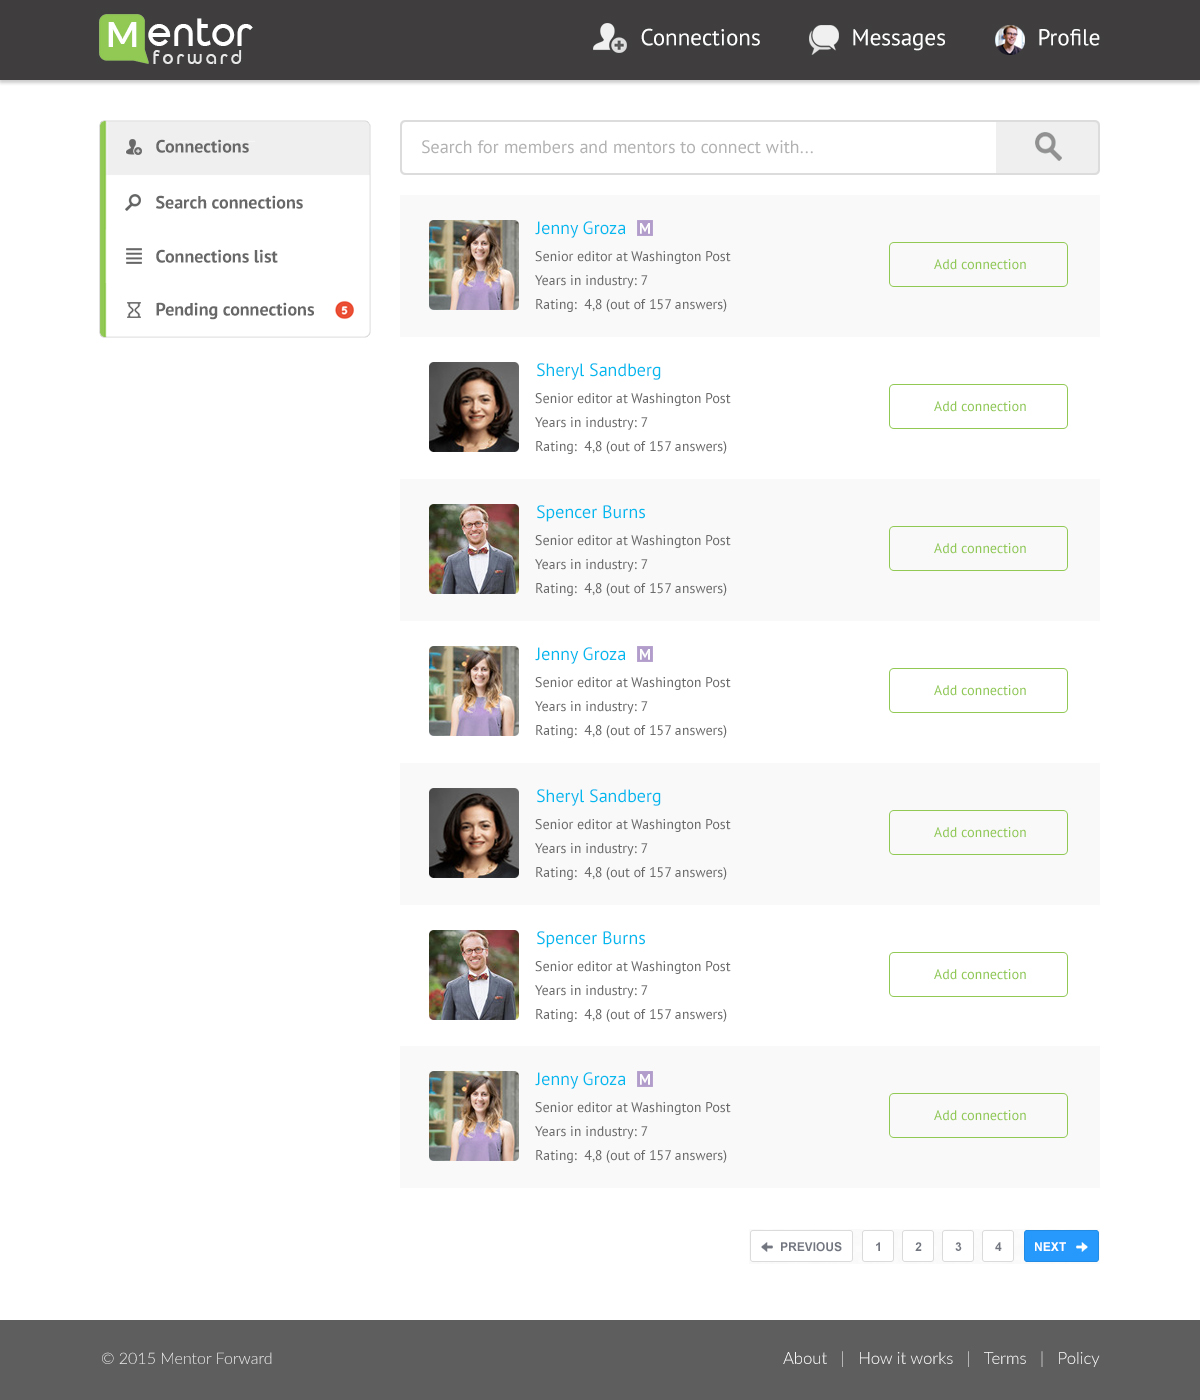 Mentor forward
Connections
Messages
Profile
Connections
Search connections
Connections list
Pending connections 5
Search for members and mentors to connect with...
Jenny Groza M
Senior editor at Washington Post
Years in industry: 7
Rating: 4,8 (out of 157 answers)
Add connection
Sheryl Sandberg
Senior editor at Washington Post
Years in industry: 7
Rating: 4,8 (out of 157 answers)
Add connection
Spencer Burns
Senior editor at Washington Post
Years in industry: 7
Rating: 4,8 (out of 157 answers)
Add connection
Jenny Groza M
Senior editor at Washington Post
Years in industry: 7
Rating: 4,8 (out of 157 answers)
Add connection
Sheryl Sandberg
Senior editor at Washington Post
Years in industry: 7
Rating: 4,8 (out of 157 answers)
Add connection
Spencer Burns
Senior editor at Washington Post
Years in industry: 7
Rating: 4,8 (out of 157 answers)
Add connection
Jenny Groza M
Senior editor at Washington Post
Years in industry: 7
Rating: 4,8 (out of 157 answers)
Add connection
PREVIOUS 1 2 3 4 NEXT
© 2015 Mentor Forward
About | How it works | Terms | Policy